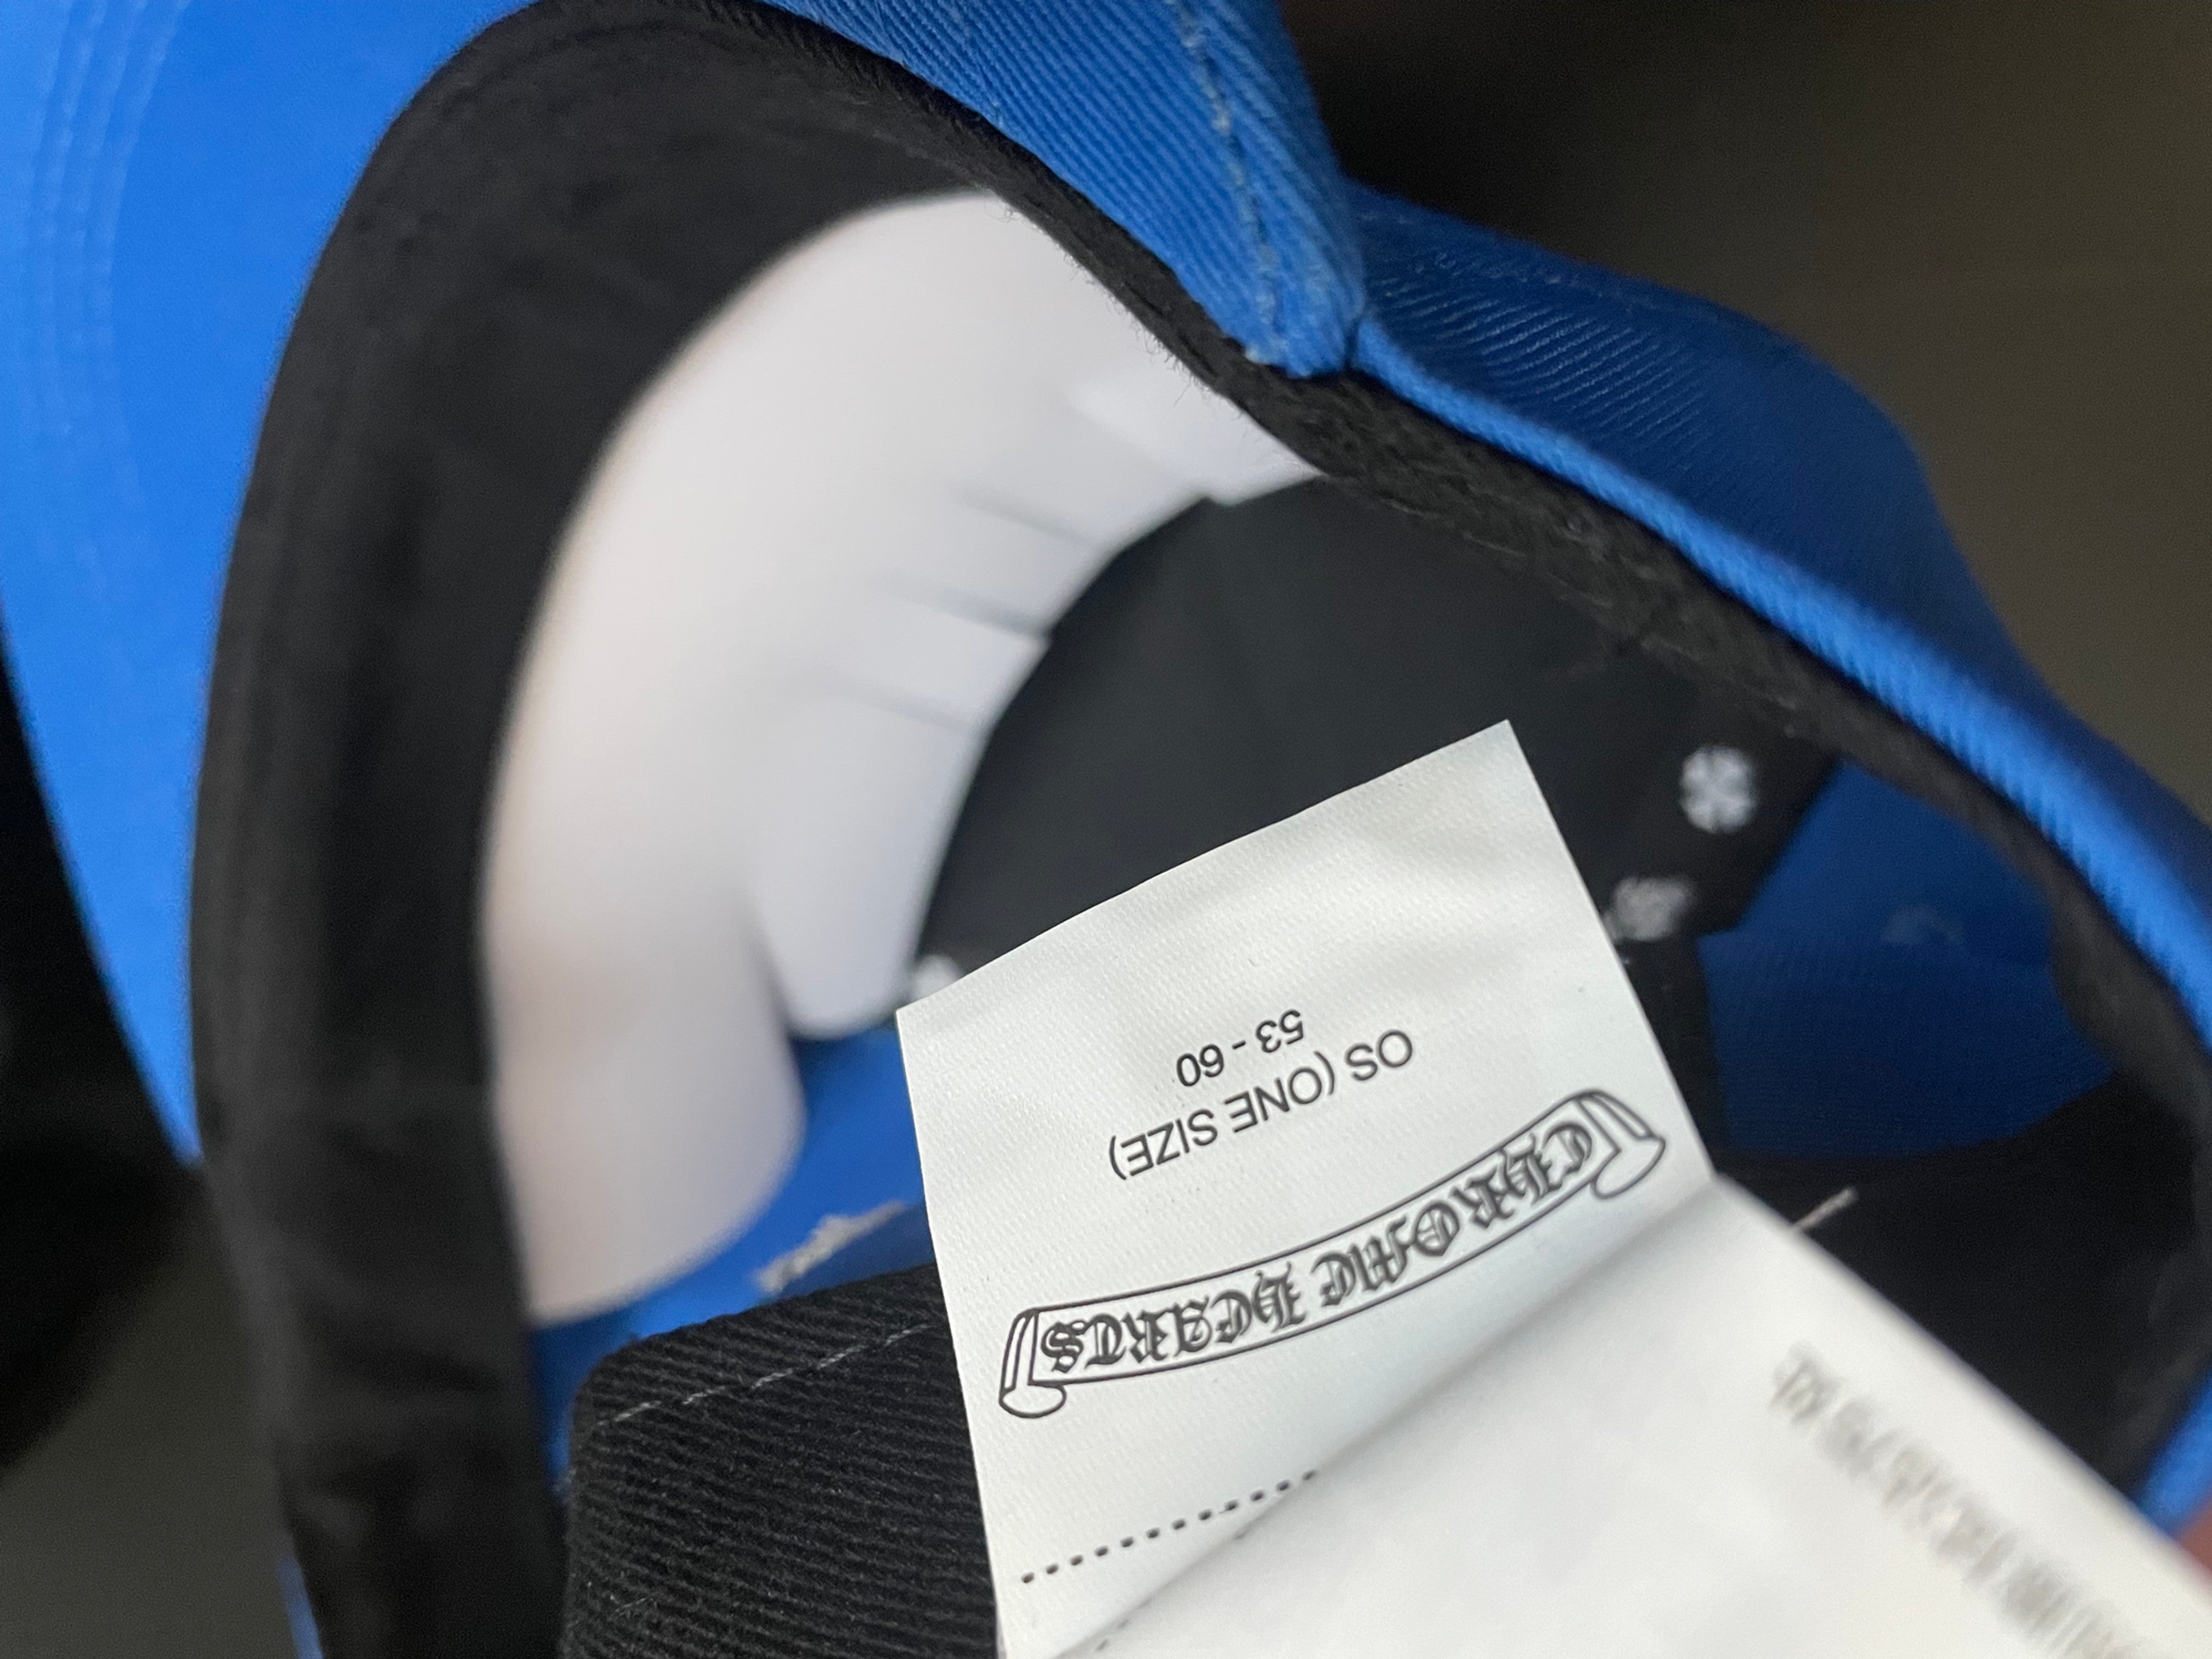 CHROME HEARTS
OS (ONE SIZE)
53 - 60